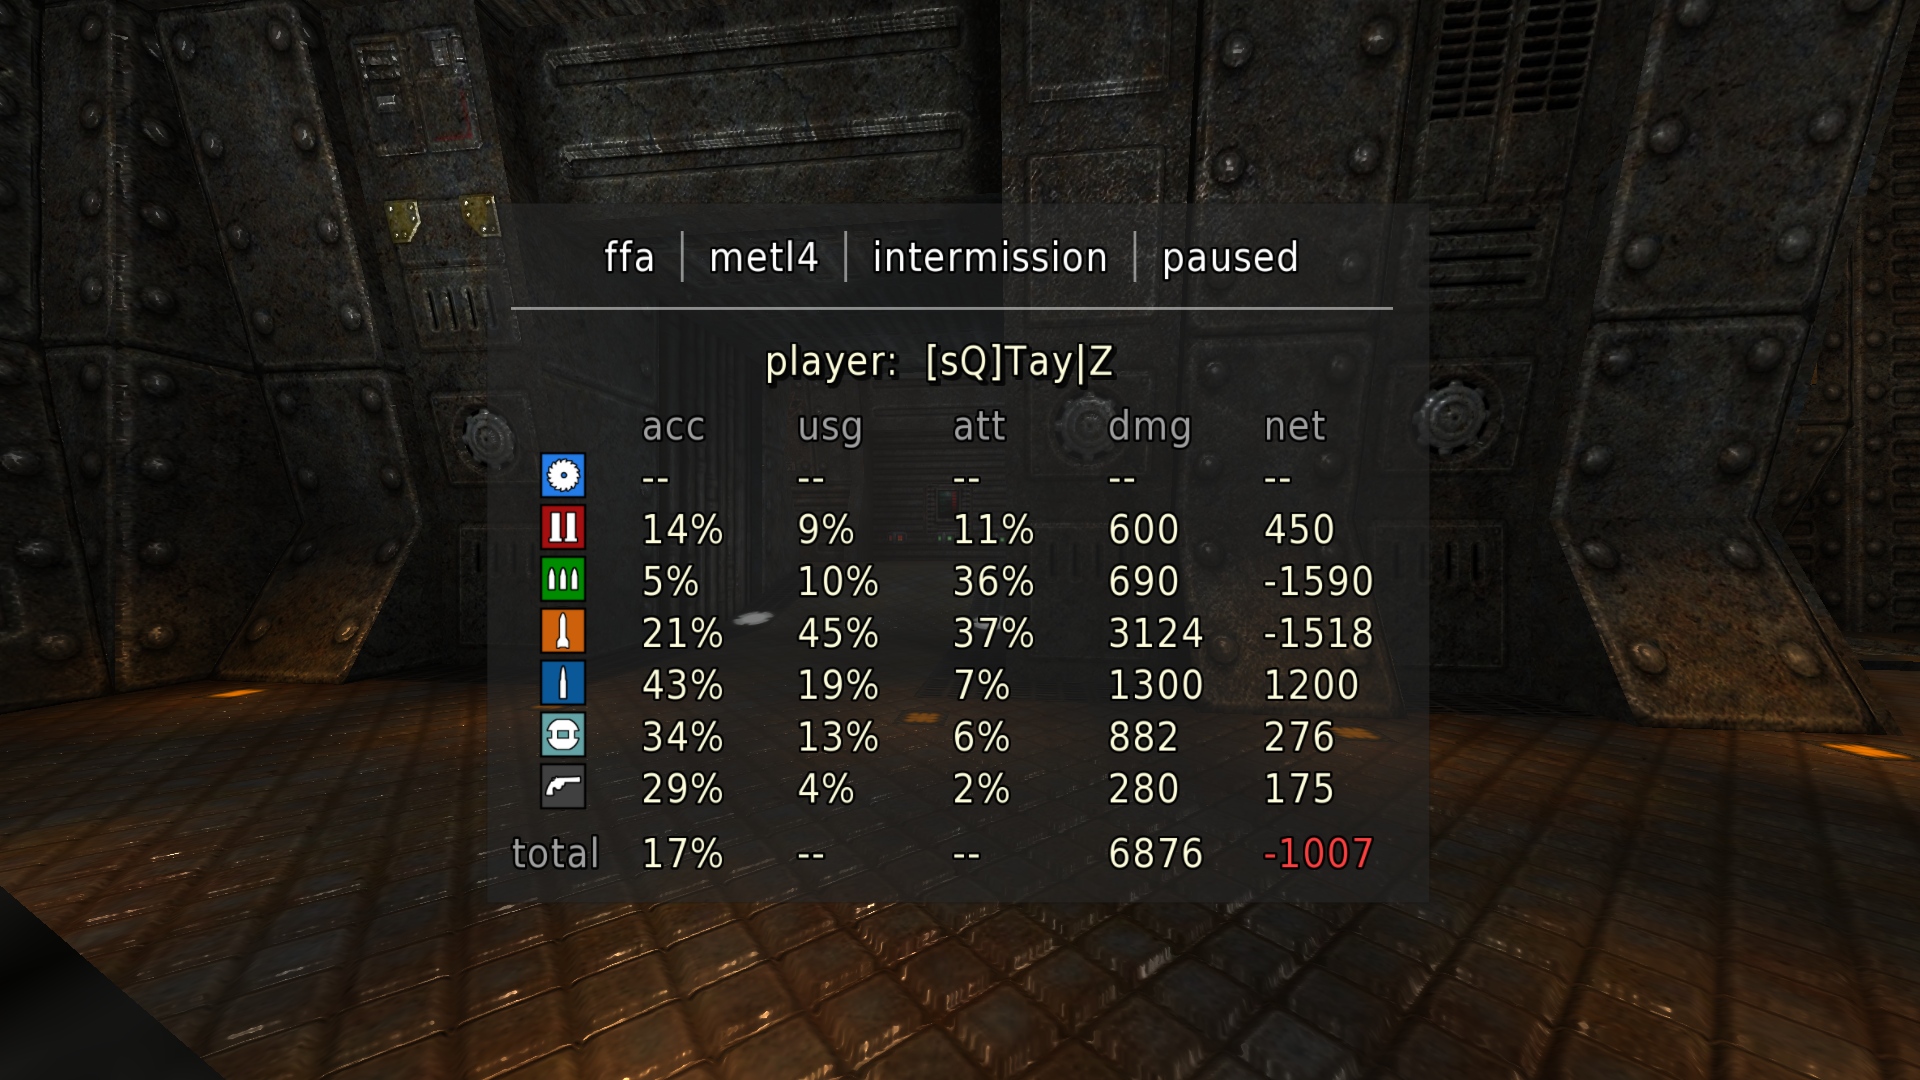 ffa | metl4 | intermission | paused
player: [sQ]Tay|Z
acc usg att dmg net
-- -- -- -- --
14% 9% 11% 600 450
5% 10% 36% 690 -1590
21% 45% 37% 3124 -1518
43% 19% 7% 1300 1200
34% 13% 6% 882 276
29% 4% 2% 280 175
total 17% -- -- 6876 -1007